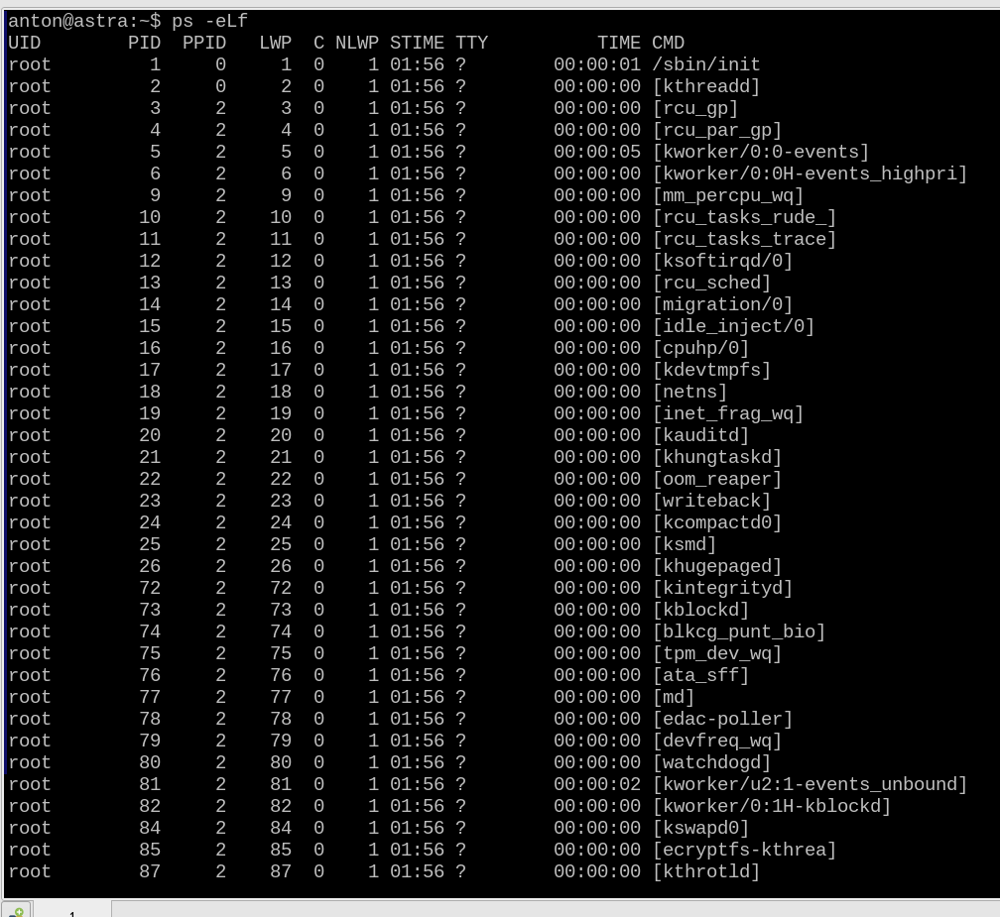 anton@astra:~$ ps -eLf
UID          PID  PPID   LWP  C NLWP STIME TTY          TIME CMD
root           1     0     1  0    1 01:56 ?        00:00:01 /sbin/init
root           2     0     2  0    1 01:56 ?        00:00:00 [kthreadd]
root           3     2     3  0    1 01:56 ?        00:00:00 [rcu_gp]
root           4     2     4  0    1 01:56 ?        00:00:00 [rcu_par_gp]
root           5     2     5  0    1 01:56 ?        00:00:05 [kworker/0:0-events]
root           6     2     6  0    1 01:56 ?        00:00:00 [kworker/0:0H-events_highpri]
root           9     2     9  0    1 01:56 ?        00:00:00 [mm_percpu_wq]
root          10     2    10  0    1 01:56 ?        00:00:00 [rcu_tasks_rude_]
root          11     2    11  0    1 01:56 ?        00:00:00 [rcu_tasks_trace]
root          12     2    12  0    1 01:56 ?        00:00:00 [ksoftirqd/0]
root          13     2    13  0    1 01:56 ?        00:00:00 [rcu_sched]
root          14     2    14  0    1 01:56 ?        00:00:00 [migration/0]
root          15     2    15  0    1 01:56 ?        00:00:00 [idle_inject/0]
root          16     2    16  0    1 01:56 ?        00:00:00 [cpuhp/0]
root          17     2    17  0    1 01:56 ?        00:00:00 [kdevtmpfs]
root          18     2    18  0    1 01:56 ?        00:00:00 [netns]
root          19     2    19  0    1 01:56 ?        00:00:00 [inet_frag_wq]
root          20     2    20  0    1 01:56 ?        00:00:00 [kauditd]
root          21     2    21  0    1 01:56 ?        00:00:00 [khungtaskd]
root          22     2    22  0    1 01:56 ?        00:00:00 [oom_reaper]
root          23     2    23  0    1 01:56 ?        00:00:00 [writeback]
root          24     2    24  0    1 01:56 ?        00:00:00 [kcompactd0]
root          25     2    25  0    1 01:56 ?        00:00:00 [ksmd]
root          26     2    26  0    1 01:56 ?        00:00:00 [khugepaged]
root          72     2    72  0    1 01:56 ?        00:00:00 [kintegrityd]
root          73     2    73  0    1 01:56 ?        00:00:00 [kblockd]
root          74     2    74  0    1 01:56 ?        00:00:00 [blkcg_punt_bio]
root          75     2    75  0    1 01:56 ?        00:00:00 [tpm_dev_wq]
root          76     2    76  0    1 01:56 ?        00:00:00 [ata_sff]
root          77     2    77  0    1 01:56 ?        00:00:00 [md]
root          78     2    78  0    1 01:56 ?        00:00:00 [edac-poller]
root          79     2    79  0    1 01:56 ?        00:00:00 [devfreq_wq]
root          80     2    80  0    1 01:56 ?        00:00:00 [watchdogd]
root          81     2    81  0    1 01:56 ?        00:00:02 [kworker/u2:1-events_unbound]
root          82     2    82  0    1 01:56 ?        00:00:00 [kworker/0:1H-kblockd]
root          84     2    84  0    1 01:56 ?        00:00:00 [kswapd0]
root          85     2    85  0    1 01:56 ?        00:00:00 [ecryptfs-kthrea]
root          87     2    87  0    1 01:56 ?        00:00:00 [kthrotld]
1